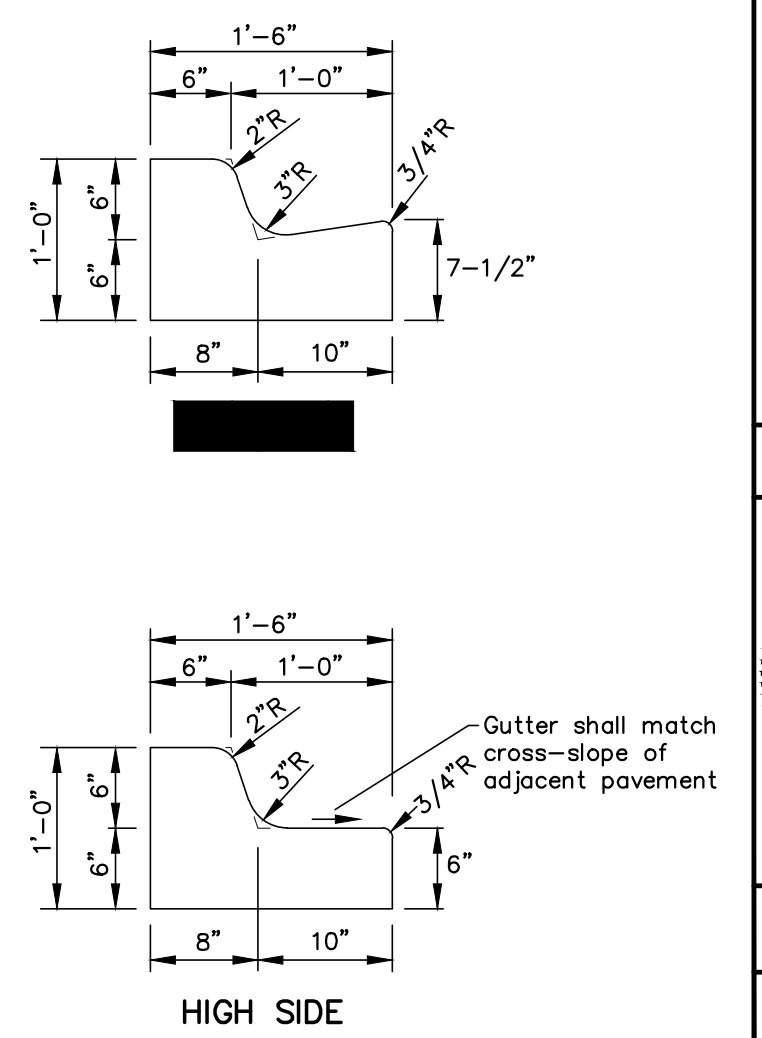 1'-6"
6" 1'-0"
2"R
3"R
3/4"R
1'-0"
6"
6"
7-1/2"
8" 10"
1'-6"
6" 1'-0"
2"R
3"R
3/4"R
Gutter shall match
cross-slope of
adjacent pavement
1'-0"
6"
6"
6"
8" 10"
HIGH SIDE